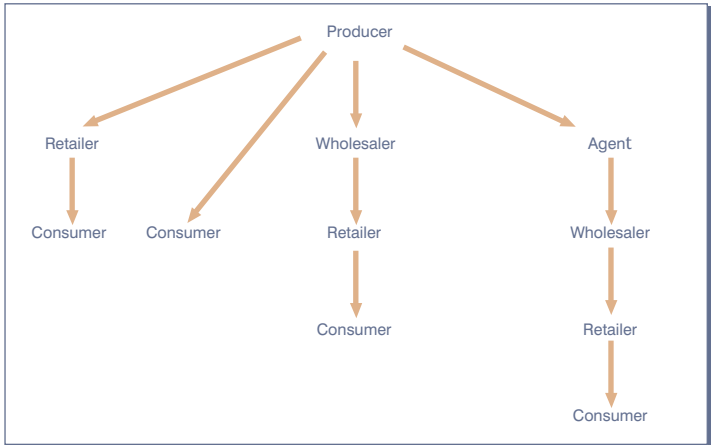 Producer
Retailer
Wholesaler
Agent
Consumer
Consumer
Retailer
Wholesaler
Consumer
Retailer
Consumer